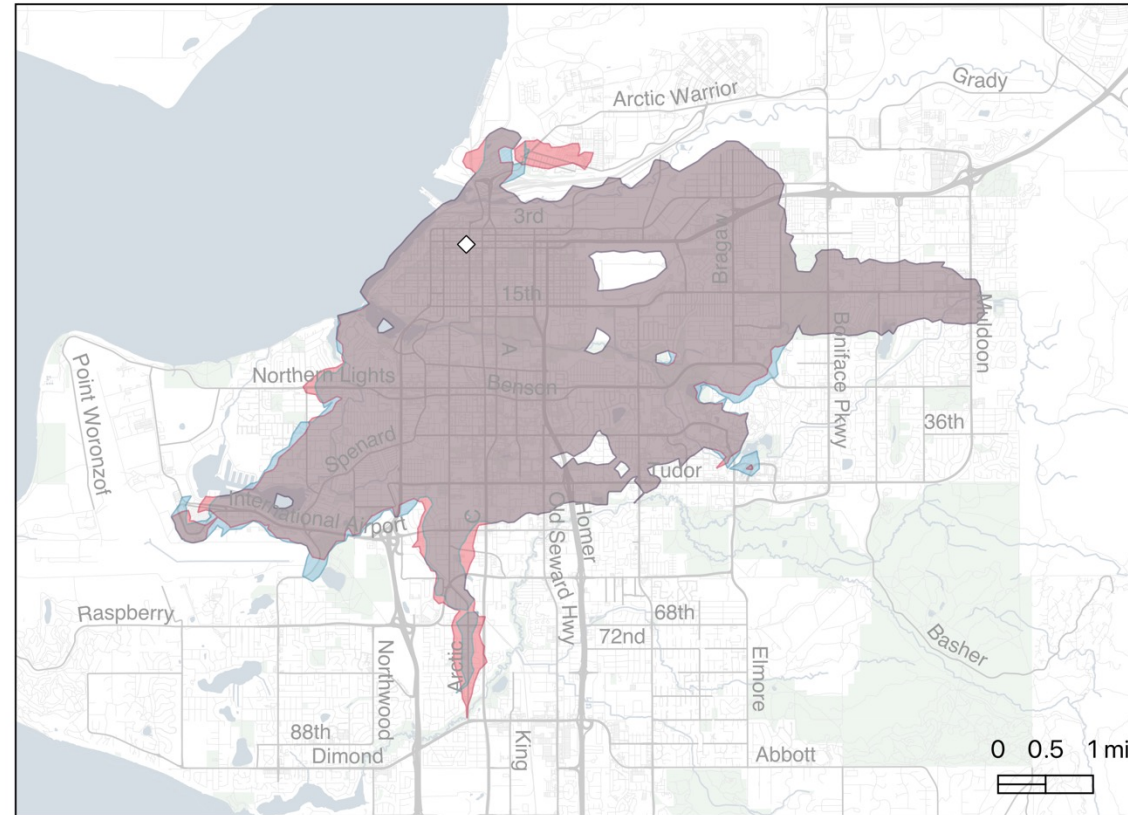 Grady
Arctic Warrior
3rd
Bragaw
15th
Muldoon
Boniface Pkwy
A
Point Woronzof
Northern Lights
Benson
36th
Spenard
Tudor
International Airport
C
Old Seward Hwy
Homer
Raspberry
68th
72nd
Basher
Arctic
Northwood
Elmore
88th
Dimond
King
Abbott
0 0.5 1 mi